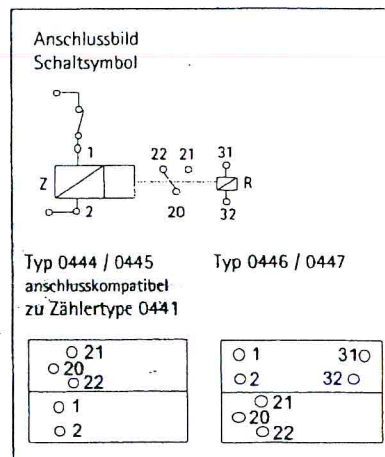 Anschlussbild
Schaltsymbol
1
22 21 31
Z R
2 20 32
Typ 0444 / 0445 Typ 0446 / 0447
anschlusskompatibel
zu Zählertype 0441
21
20
22
1
2
1 31
2 32
21
20
22